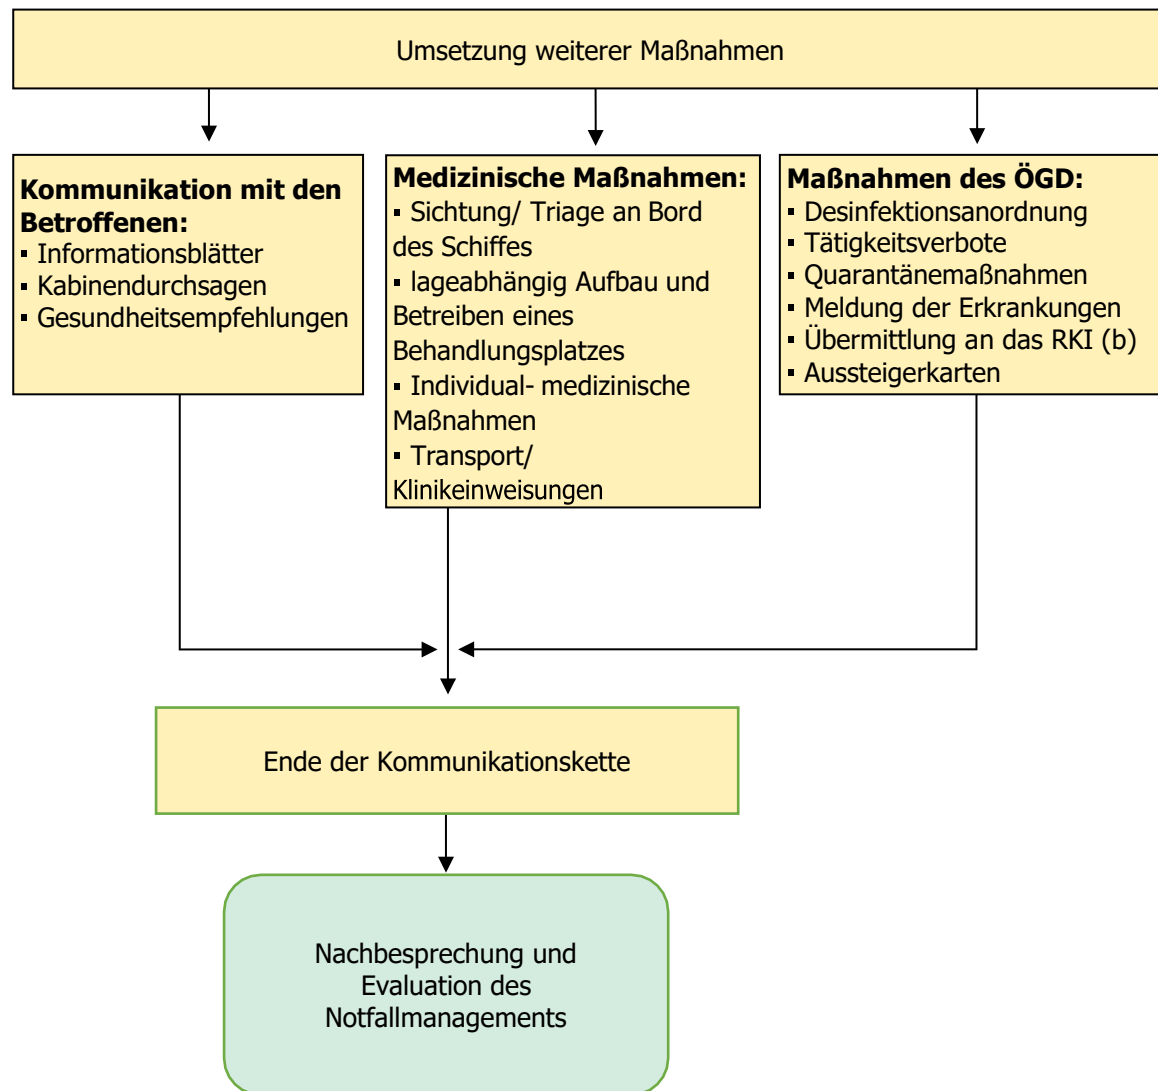 Umsetzung weiterer Maßnahmen
Kommunikation mit den
Betroffenen:
▪ Informationsblätter
▪ Kabinendurchsagen
▪ Gesundheitsempfehlungen
Medizinische Maßnahmen:
▪ Sichtung/ Triage an Bord
des Schiffes
▪ lageabhängig Aufbau und
Betreiben eines
Behandlungsplatzes
▪ Individual- medizinische
Maßnahmen
▪ Transport/
Klinikeinweisungen
Maßnahmen des ÖGD:
▪ Desinfektionsanordnung
▪ Tätigkeitsverbote
▪ Quarantänemaßnahmen
▪ Meldung der Erkrankungen
▪ Übermittlung an das RKI (b)
▪ Aussteigerkarten
Ende der Kommunikationskette
Nachbesprechung und
Evaluation des
Notfallmanagements